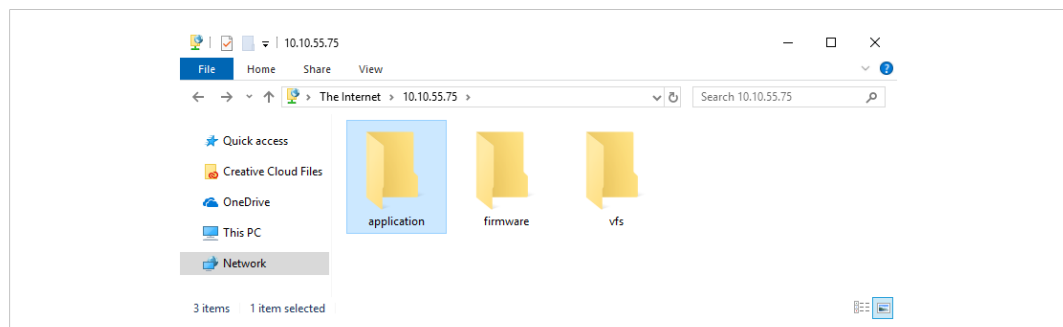 10.10.55.75
File Home Share View
The Internet 10.10.55.75 Search 10.10.55.75
Quick access
Creative Cloud Files
OneDrive
This PC
Network
application firmware vfs
3 items 1 item selected